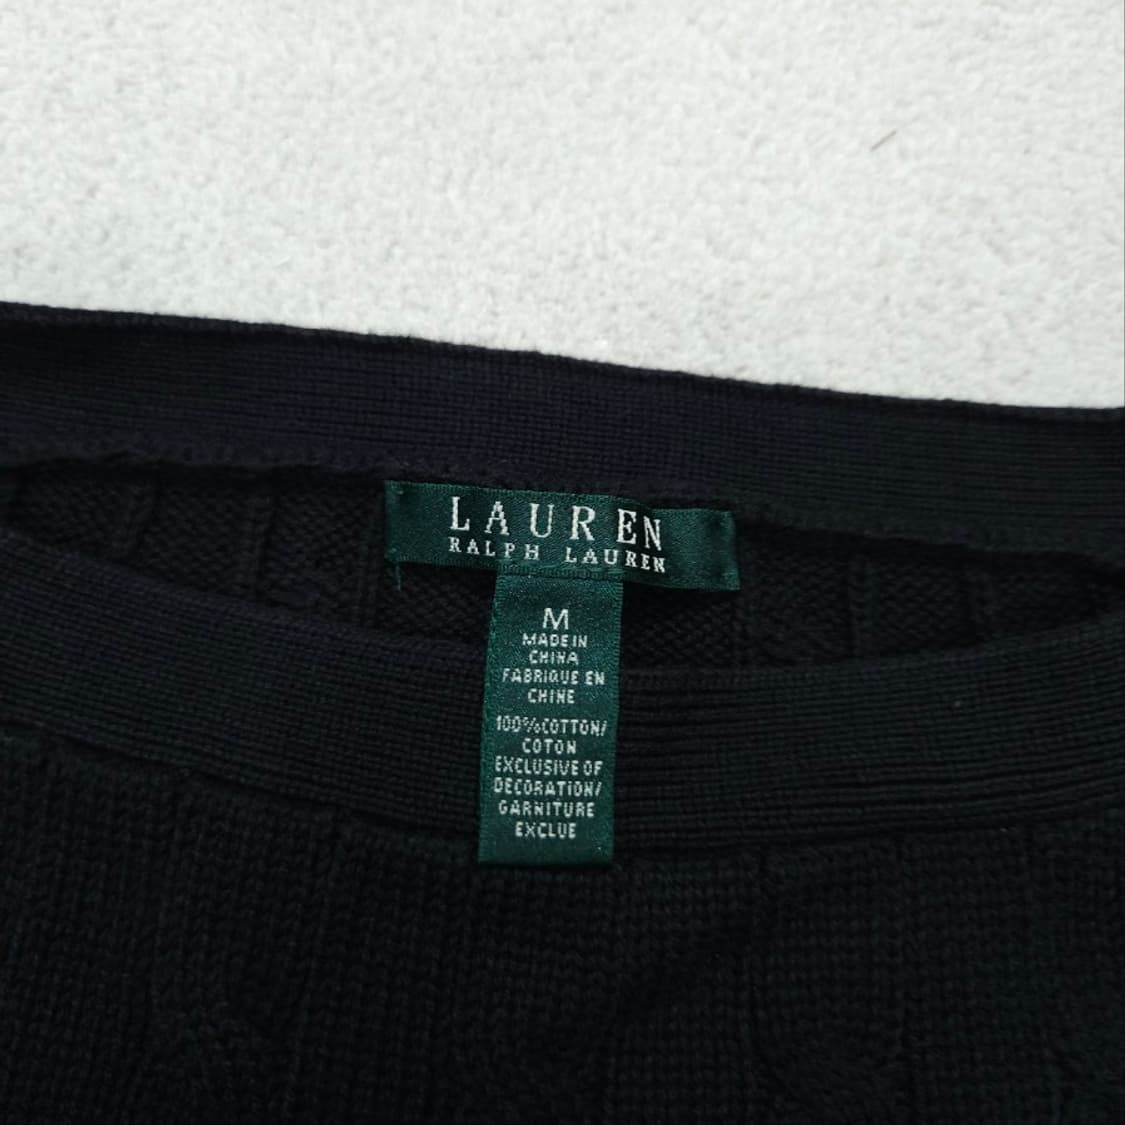 LAUREN
RALPH LAUREN
M
MADE IN
CHINA
FABRIQUE EN
CHINE
100%COTTON/
COTON
EXCLUSIVE OF
DECORATION/
GARNITURE
EXCLUE